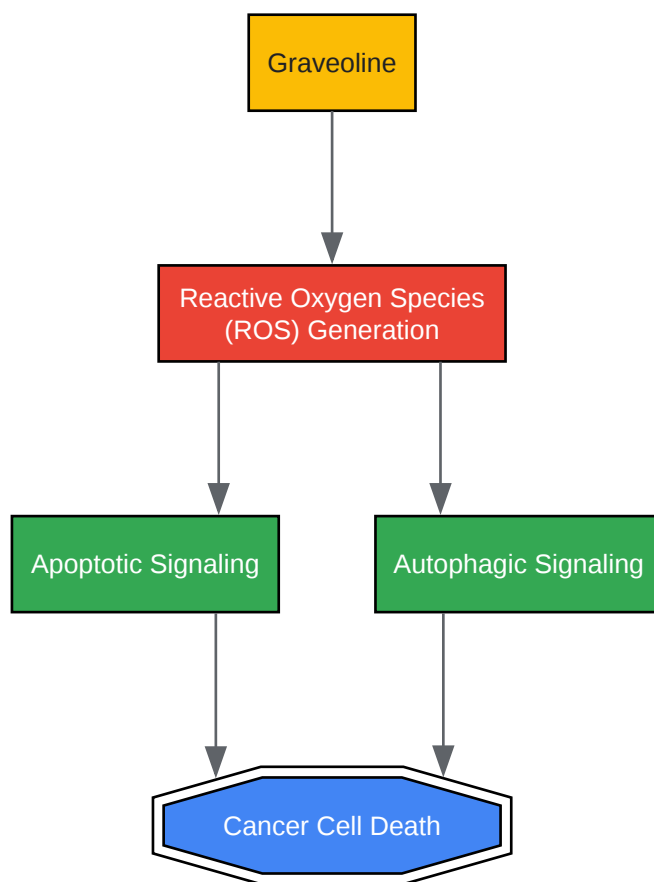 Graveoline
Reactive Oxygen Species
(ROS) Generation
Apoptotic Signaling
Autophagic Signaling
Cancer Cell Death